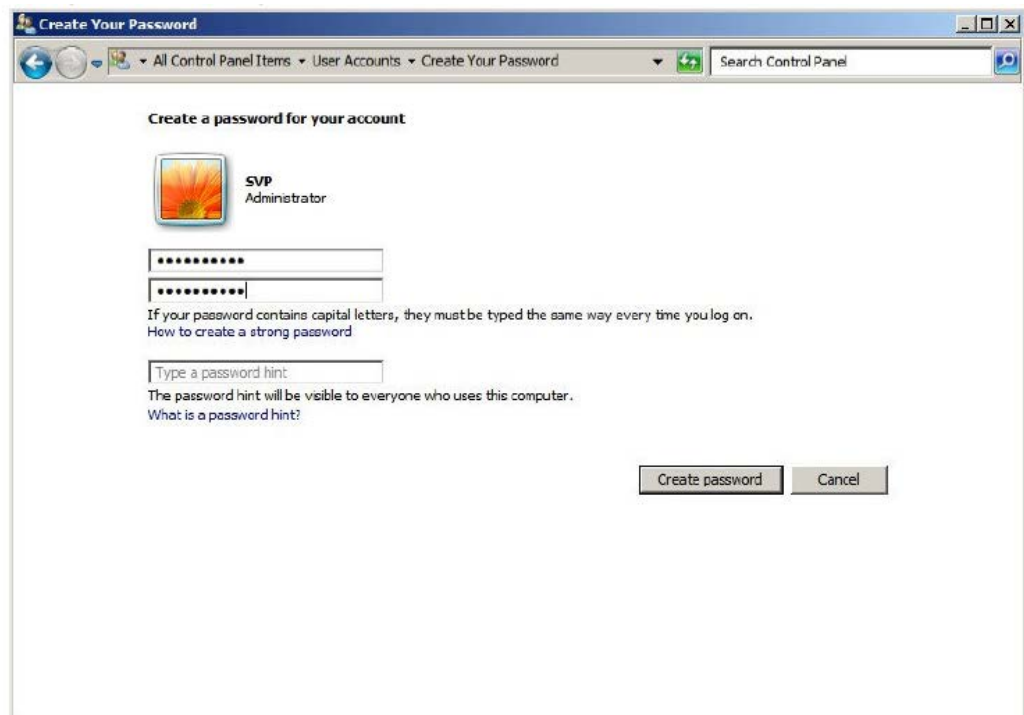 Create Your Password
All Control Panel Items User Accounts Create Your Password
Search Control Panel
Create a password for your account
SVP
Administrator
••••••••••
••••••••••
If your password contains capital letters, they must be typed the same way every time you log on.
How to create a strong password
Type a password hint
The password hint will be visible to everyone who uses this computer.
What is a password hint?
Create password
Cancel